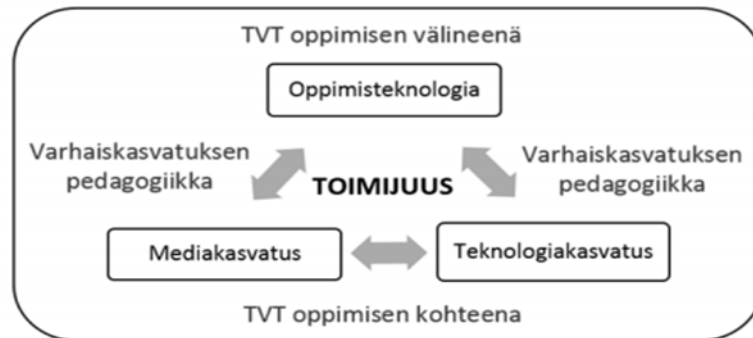 TVT oppimisen välineenä
Oppimisteknologia
Varhaiskasvatuksen
pedagogiikka
TOIMIJUUS
Varhaiskasvatuksen
pedagogiikka
Mediakasvatus
Teknologiakasvatus
TVT oppimisen kohteena